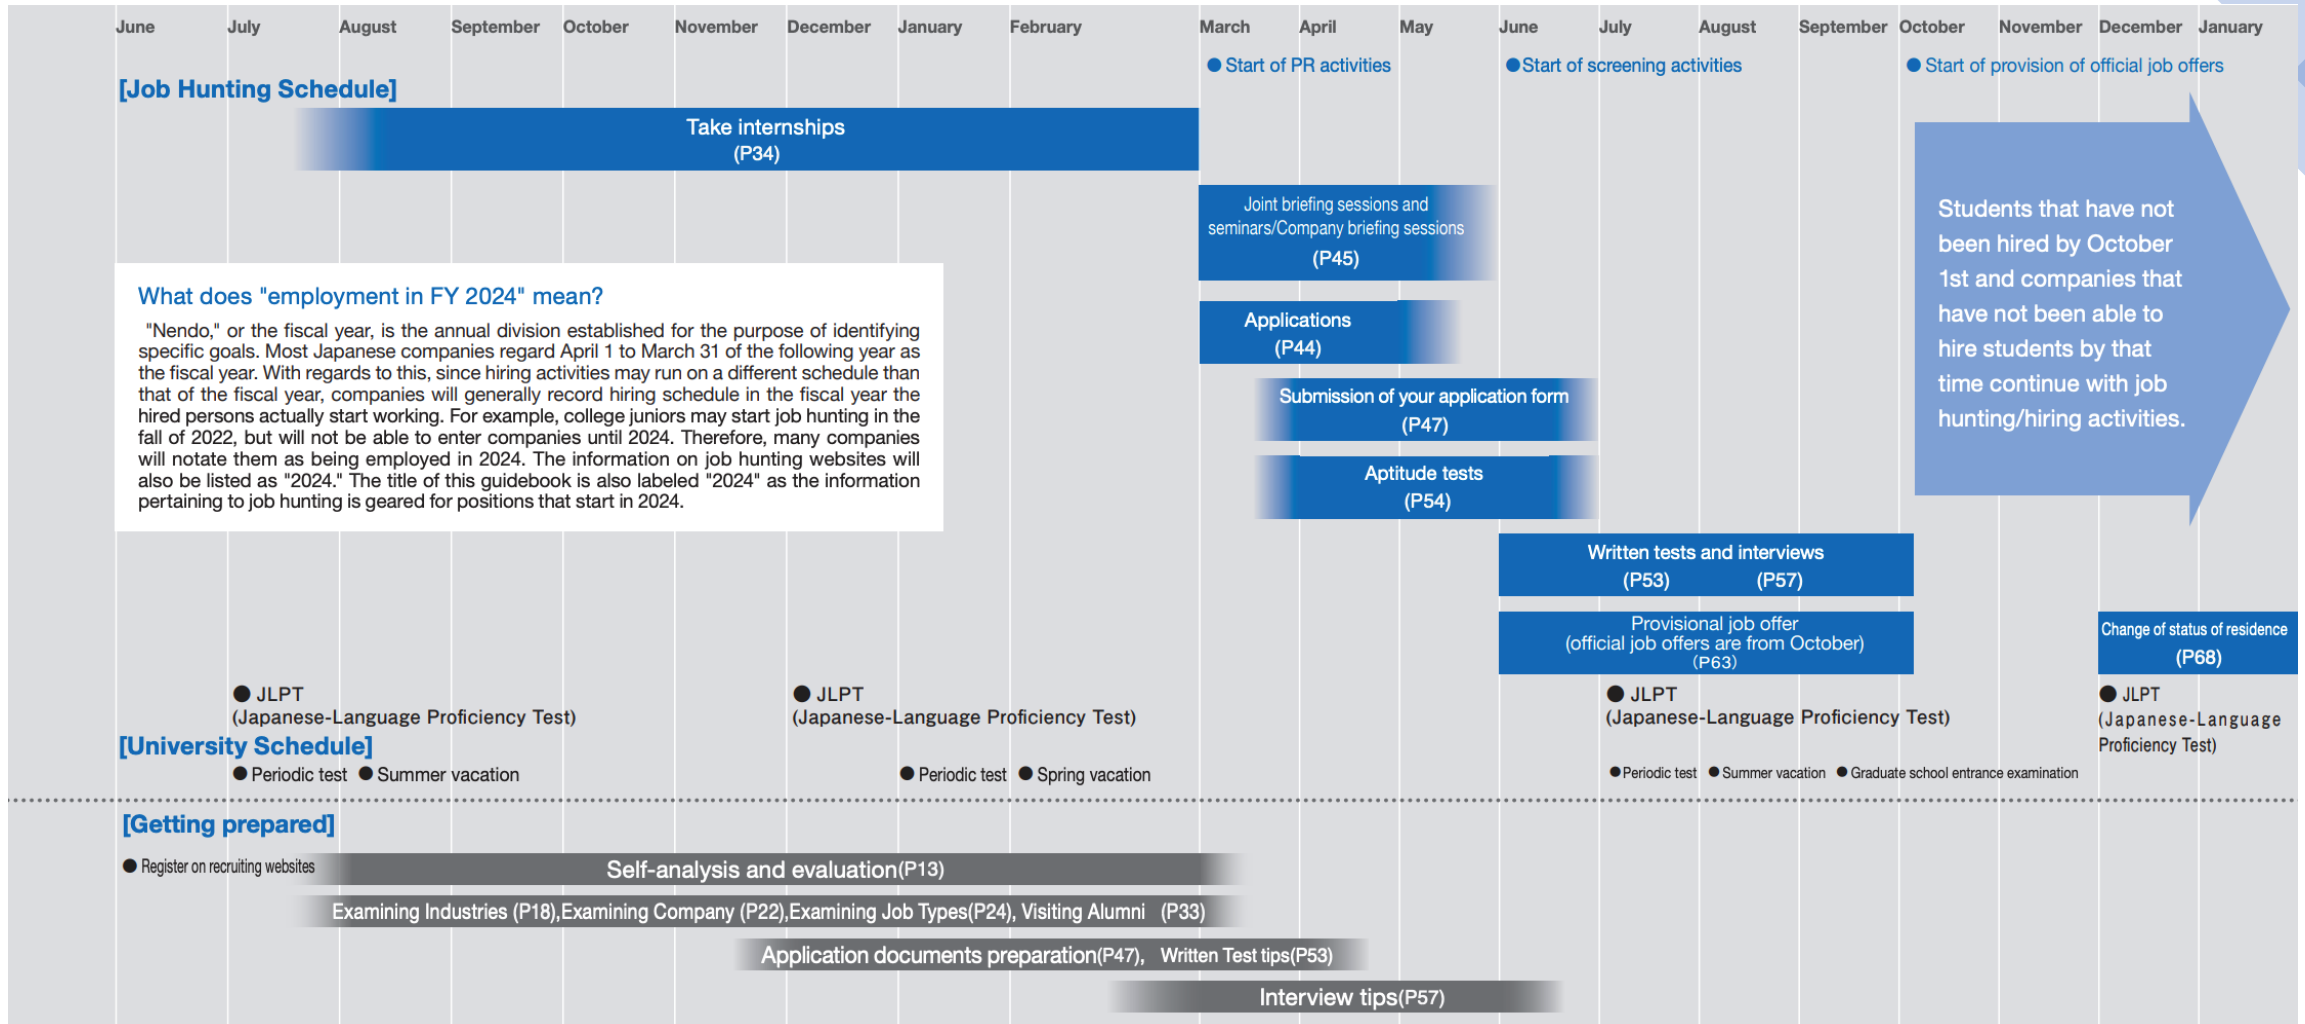 June July August September October November December January February March April May June July August September October November December January
● Start of PR activities ● Start of screening activities ● Start of provision of official job offers
[Job Hunting Schedule]
Take internships
(P34)
Joint briefing sessions and
seminars/Company briefing sessions
(P45)
Students that have not
been hired by October
1st and companies that
have not been able to
hire students by that
time continue with job
hunting/hiring activities.
What does "employment in FY 2024" mean?
"Nendo," or the fiscal year, is the annual division established for the purpose of identifying
specific goals. Most Japanese companies regard April 1 to March 31 of the following year as
the fiscal year. With regards to this, since hiring activities may run on a different schedule than
that of the fiscal year, companies will generally record hiring schedule in the fiscal year the
hired persons actually start working. For example, college juniors may start job hunting in the
fall of 2022, but will not be able to enter companies until 2024. Therefore, many companies
will notate them as being employed in 2024. The information on job hunting websites will
also be listed as "2024." The title of this guidebook is also labeled "2024" as the information
pertaining to job hunting is geared for positions that start in 2024.
Applications
(P44)
Submission of your application form
(P47)
Aptitude tests
(P54)
Written tests and interviews
(P53) (P57)
Provisional job offer
(official job offers are from October)
(P63)
Change of status of residence
(P68)
● JLPT
(Japanese-Language Proficiency Test)
● JLPT
(Japanese-Language Proficiency Test)
● JLPT
(Japanese-Language Proficiency Test)
● JLPT
(Japanese-Language
Proficiency Test)
[University Schedule]
● Periodic test ● Summer vacation ● Periodic test ● Spring vacation ● Periodic test ● Summer vacation ● Graduate school entrance examination
[Getting prepared]
● Register on recruiting websites
Self-analysis and evaluation(P13)
Examining Industries (P18),Examining Company (P22),Examining Job Types(P24), Visiting Alumni (P33)
Application documents preparation(P47), Written Test tips(P53)
Interview tips(P57)